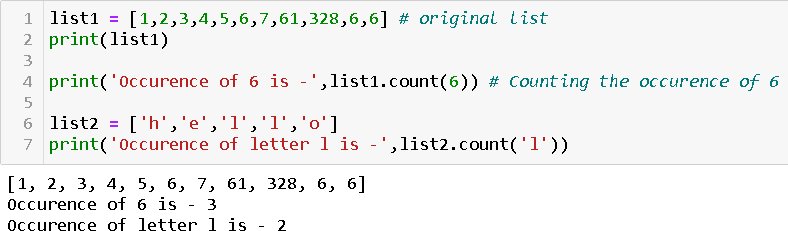 1 list1 = [1,2,3,4,5,6,7,61,328,6,6] # original list
2 print(list1)
3
4 print('Occurence of 6 is -',list1.count(6)) # Counting the occurence of 6
5
6 list2 = ['h','e','l','l','o']
7 print('Occurence of letter l is -',list2.count('l'))
[1, 2, 3, 4, 5, 6, 7, 61, 328, 6, 6]
Occurence of 6 is - 3
Occurence of letter l is - 2